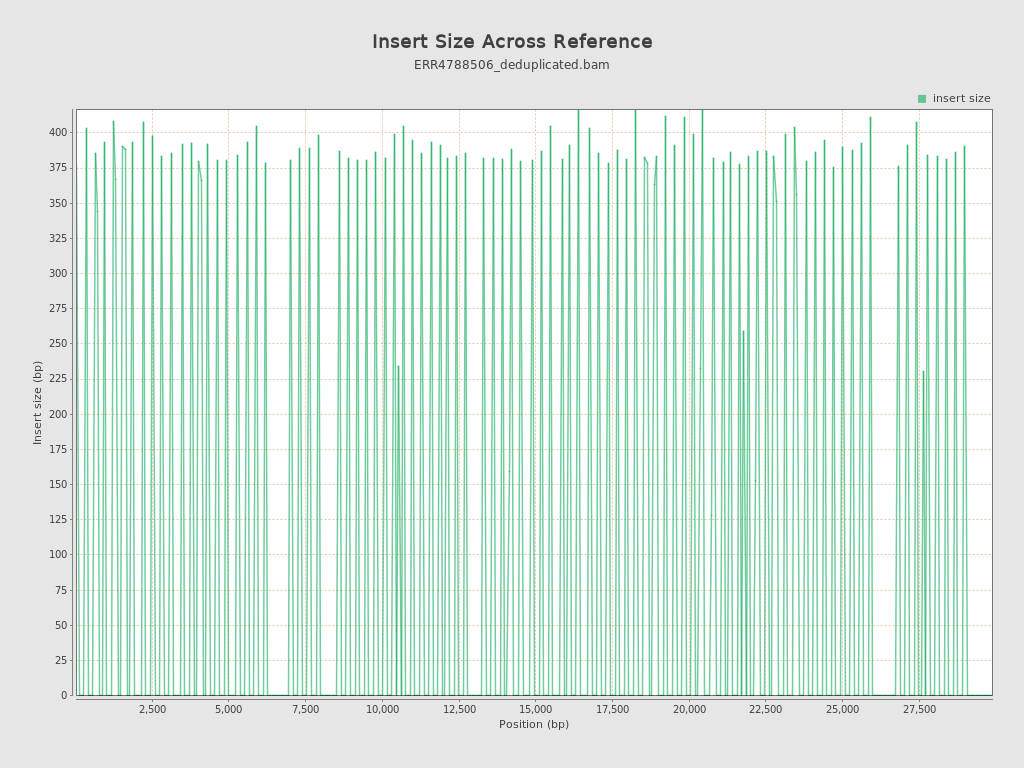 Insert Size Across Reference
ERR4788506_deduplicated.bam
insert size
400
375
350
325
300
275
250
225
200
175
150
125
100
75
50
25
0
Insert size (bp)
2,500 5,000 7,500 10,000 12,500 15,000 17,500 20,000 22,500 25,000 27,500
Position (bp)